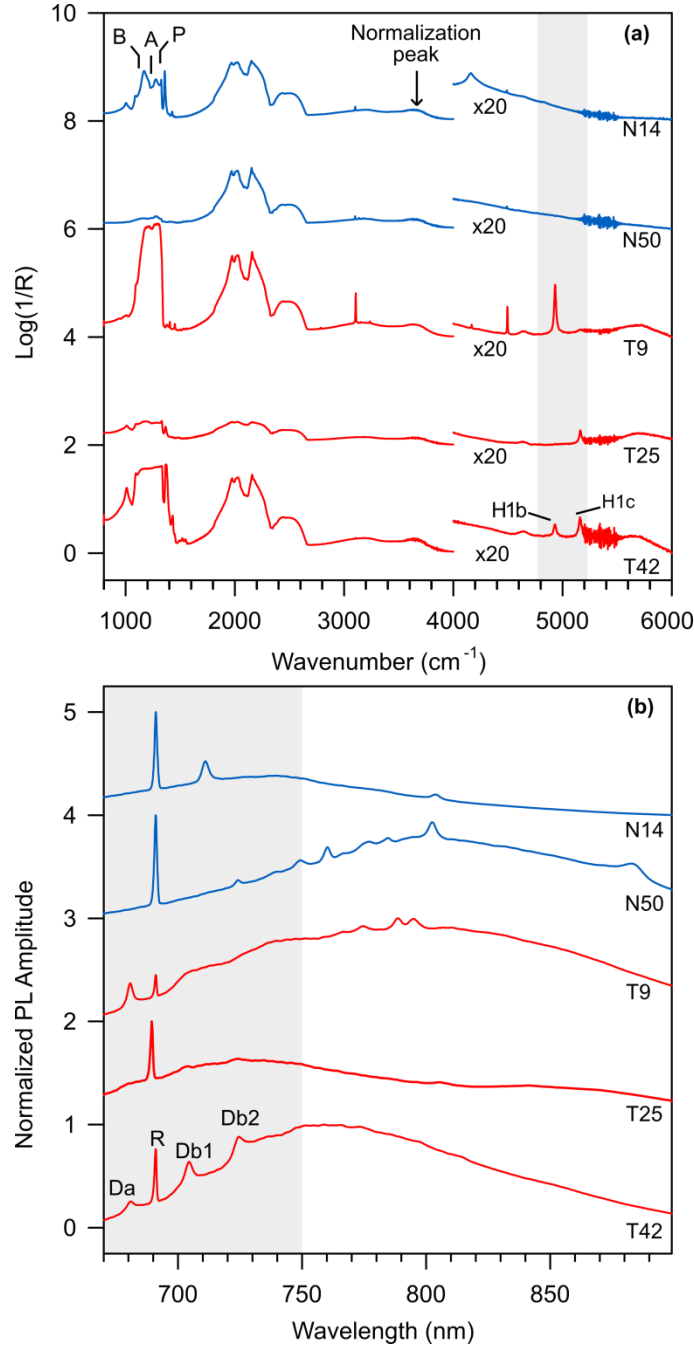 B A P
Normalization
peak
(a)
8
x20
N14
6
x20
N50
Log(1/R)
4
x20
T9
2
x20
T25
H1b
H1c
0
x20
T42
1000 2000 3000 4000 5000 6000
Wavenumber (cm⁻¹)
5
(b)
4
N14
3
N50
Normalized PL Amplitude
T9
2
T25
1
Da
R
Db1
Db2
0
T42
700 750 800 850
Wavelength (nm)